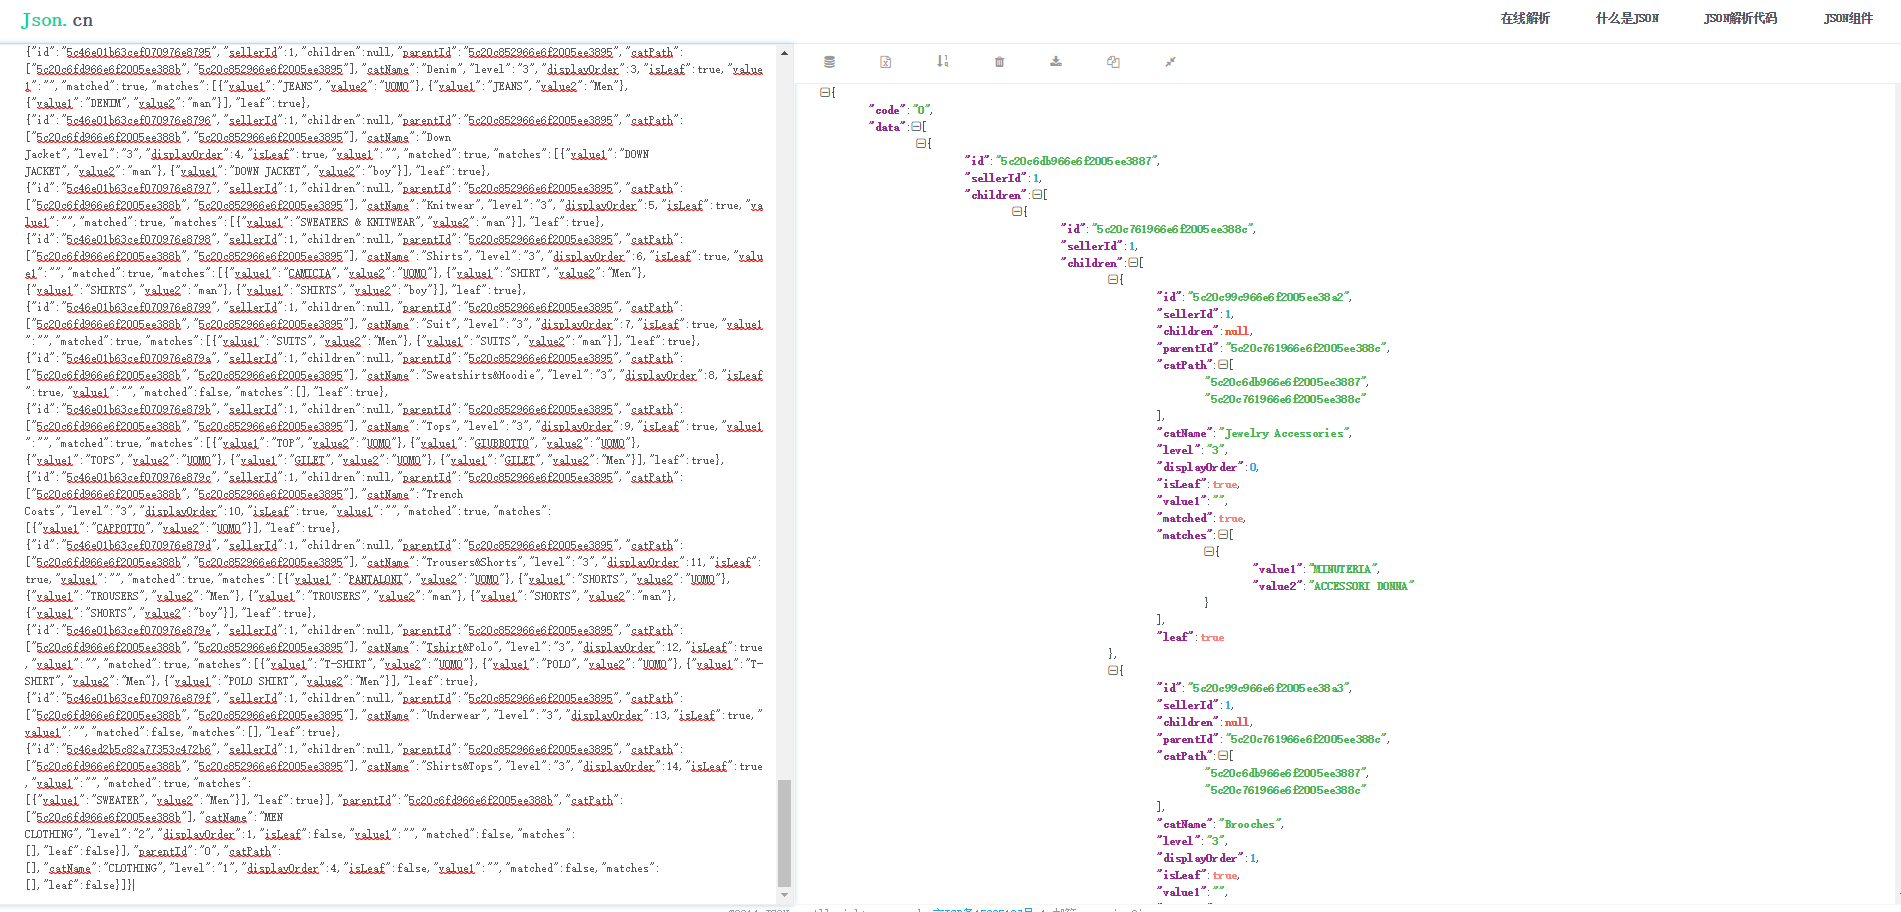 Json.cn
在线解析 什么是JSON JSON解析代码 JSON组件
{"id":"5c46e01b63cef070976e8795","sellerId":1,"children":null,"parentId":"5c20c852966e6f2005ee3895","catPath":
["5c20c6fd966e6f2005ee388b","5c20c852966e6f2005ee3895"],"catName":"Denim","level":"3","displayOrder":3,"isLeaf":true,"value
1":"","matched":true,"matches":[{"value1":"JEANS","value2":"UOMO"},{"value1":"JEANS","value2":"Men"},
{"value1":"DENIM","value2":"man"}],"leaf":true},
{"id":"5c46e01b63cef070976e8796","sellerId":1,"children":null,"parentId":"5c20c852966e6f2005ee3895","catPath":
["5c20c6fd966e6f2005ee388b","5c20c852966e6f2005ee3895"],"catName":"Down
Jacket","level":"3","displayOrder":4,"isLeaf":true,"value1":"","matched":true,"matches":[{"value1":"DOWN
JACKET","value2":"man"},{"value1":"DOWN JACKET","value2":"boy"}],"leaf":true},
{"id":"5c46e01b63cef070976e8797","sellerId":1,"children":null,"parentId":"5c20c852966e6f2005ee3895","catPath":
["5c20c6fd966e6f2005ee388b","5c20c852966e6f2005ee3895"],"catName":"Knitwear","level":"3","displayOrder":5,"isLeaf":true,"va
lue1":"","matched":true,"matches":[{"value1":"SWEATERS & KNITWEAR","value2":"man"}],"leaf":true},
{"id":"5c46e01b63cef070976e8798","sellerId":1,"children":null,"parentId":"5c20c852966e6f2005ee3895","catPath":
["5c20c6fd966e6f2005ee388b","5c20c852966e6f2005ee3895"],"catName":"Shirts","level":"3","displayOrder":6,"isLeaf":true,"valu
e1":"","matched":true,"matches":[{"value1":"CAMICIA","value2":"UOMO"},{"value1":"SHIRT","value2":"Men"},
{"value1":"SHIRTS","value2":"man"},{"value1":"SHIRTS","value2":"boy"}],"leaf":true},
{"id":"5c46e01b63cef070976e8799","sellerId":1,"children":null,"parentId":"5c20c852966e6f2005ee3895","catPath":
["5c20c6fd966e6f2005ee388b","5c20c852966e6f2005ee3895"],"catName":"Suit","level":"3","displayOrder":7,"isLeaf":true,"value1
":"","matched":true,"matches":[{"value1":"SUITS","value2":"Men"},{"value1":"SUITS","value2":"man"}],"leaf":true},
{"id":"5c46e01b63cef070976e879a","sellerId":1,"children":null,"parentId":"5c20c852966e6f2005ee3895","catPath":
["5c20c6fd966e6f2005ee388b","5c20c852966e6f2005ee3895"],"catName":"Sweatshirts&Hoodie","level":"3","displayOrder":8,"isLeaf
":true,"value1":"","matched":false,"matches":[],"leaf":true},
{"id":"5c46e01b63cef070976e879b","sellerId":1,"children":null,"parentId":"5c20c852966e6f2005ee3895","catPath":
["5c20c6fd966e6f2005ee388b","5c20c852966e6f2005ee3895"],"catName":"Tops","level":"3","displayOrder":9,"isLeaf":true,"value1
":"","matched":true,"matches":[{"value1":"TOP","value2":"UOMO"},{"value1":"GIUBBOTTO","value2":"UOMO"},
{"value1":"TOPS","value2":"UOMO"},{"value1":"GILET","value2":"UOMO"},{"value1":"GILET","value2":"Men"}],"leaf":true},
{"id":"5c46e01b63cef070976e879c","sellerId":1,"children":null,"parentId":"5c20c852966e6f2005ee3895","catPath":
["5c20c6fd966e6f2005ee388b","5c20c852966e6f2005ee3895"],"catName":"Trench
Coats","level":"3","displayOrder":10,"isLeaf":true,"value1":"","matched":true,"matches":
[{"value1":"CAPPOTTO","value2":"UOMO"}],"leaf":true},
{"id":"5c46e01b63cef070976e879d","sellerId":1,"children":null,"parentId":"5c20c852966e6f2005ee3895","catPath":
["5c20c6fd966e6f2005ee388b","5c20c852966e6f2005ee3895"],"catName":"Trousers&Shorts","level":"3","displayOrder":11,"isLeaf":
true,"value1":"","matched":true,"matches":[{"value1":"PANTALONI","value2":"UOMO"},{"value1":"SHORTS","value2":"UOMO"},
{"value1":"TROUSERS","value2":"Men"},{"value1":"TROUSERS","value2":"man"},{"value1":"SHORTS","value2":"man"},
{"value1":"SHORTS","value2":"boy"}],"leaf":true},
{"id":"5c46e01b63cef070976e879e","sellerId":1,"children":null,"parentId":"5c20c852966e6f2005ee3895","catPath":
["5c20c6fd966e6f2005ee388b","5c20c852966e6f2005ee3895"],"catName":"Tshirt&Polo","level":"3","displayOrder":12,"isLeaf":true
,"value1":"","matched":true,"matches":[{"value1":"T-SHIRT","value2":"UOMO"},{"value1":"POLO","value2":"UOMO"},{"value1":"T-
SHIRT","value2":"Men"},{"value1":"POLO SHIRT","value2":"Men"}],"leaf":true},
{"id":"5c46e01b63cef070976e879f","sellerId":1,"children":null,"parentId":"5c20c852966e6f2005ee3895","catPath":
["5c20c6fd966e6f2005ee388b","5c20c852966e6f2005ee3895"],"catName":"Underwear","level":"3","displayOrder":13,"isLeaf":true,"
value1":"","matched":false,"matches":[],"leaf":true},
{"id":"5c46ed2b5c82a77353c472b6","sellerId":1,"children":null,"parentId":"5c20c852966e6f2005ee3895","catPath":
["5c20c6fd966e6f2005ee388b","5c20c852966e6f2005ee3895"],"catName":"Shirts&Tops","level":"3","displayOrder":14,"isLeaf":true
,"value1":"","matched":true,"matches":
[{"value1":"SWEATER","value2":"Men"}],"leaf":true}],"parentId":"5c20c6fd966e6f2005ee388b","catPath":
["5c20c6fd966e6f2005ee388b"],"catName":"MEN
CLOTHING","level":"2","displayOrder":1,"isLeaf":false,"value1":"","matched":false,"matches":
[],"leaf":false}],"parentId":"0","catPath":
[],"catName":"CLOTHING","level":"1","displayOrder":4,"isLeaf":false,"value1":"","matched":false,"matches":
[],"leaf":false}]}
{
"code":"0",
"data":[
{
"id":"5c20c6db966e6f2005ee3887",
"sellerId":1,
"children":[
{
"id":"5c20c761966e6f2005ee388c",
"sellerId":1,
"children":[
{
"id":"5c20c99c966e6f2005ee38a2",
"sellerId":1,
"children":null,
"parentId":"5c20c761966e6f2005ee388c",
"catPath":[
"5c20c6db966e6f2005ee3887",
"5c20c761966e6f2005ee388c"
],
"catName":"Jewelry Accessories",
"level":"3",
"displayOrder":0,
"isLeaf":true,
"value1":"",
"matched":true,
"matches":[
{
"value1":"MINUTERIA",
"value2":"ACCESSORI DONNA"
}
],
"leaf":true
},
{
"id":"5c20c99c966e6f2005ee38a3",
"sellerId":1,
"children":null,
"parentId":"5c20c761966e6f2005ee388c",
"catPath":[
"5c20c6db966e6f2005ee3887",
"5c20c761966e6f2005ee388c"
],
"catName":"Brooches",
"level":"3",
"displayOrder":1,
"isLeaf":true,
"value1":"",